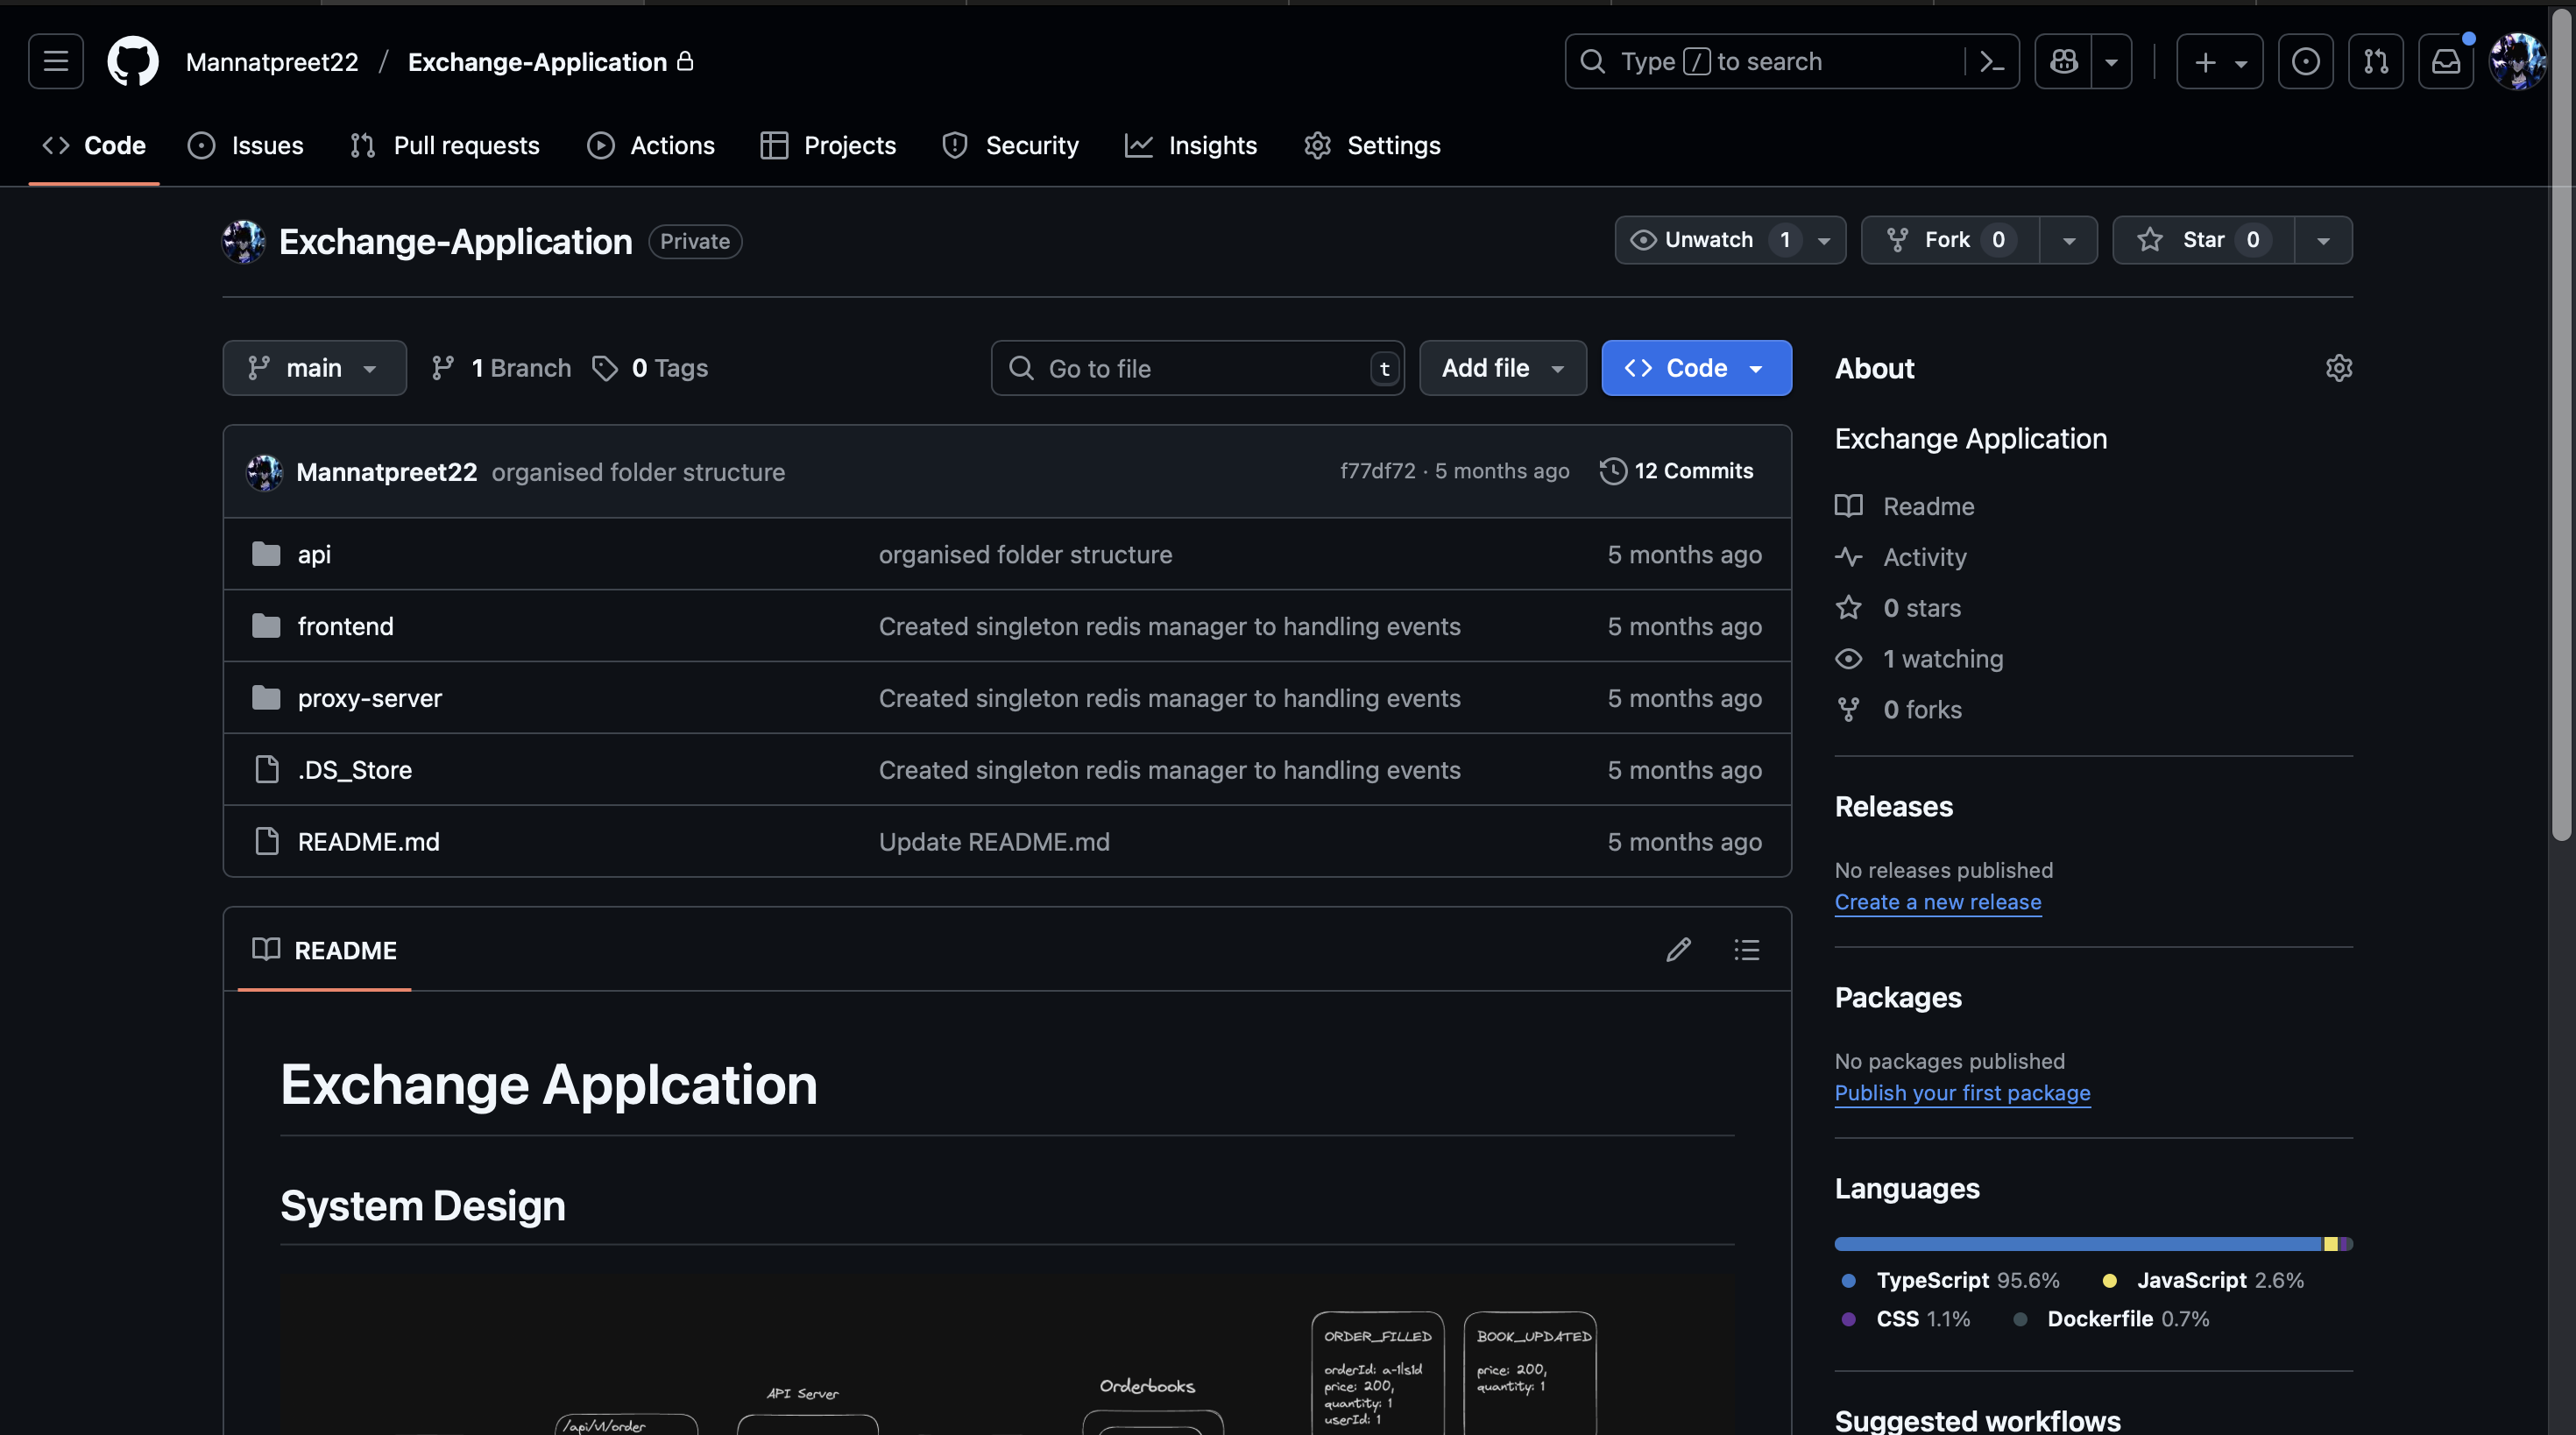 Mannatpreet22 / Exchange-Application
Type / to search
Code Issues Pull requests Actions Projects Security Insights Settings
Exchange-Application Private
Unwatch 1 Fork 0 Star 0
main 1 Branch 0 Tags
Go to file t Add file Code
Mannatpreet22 organised folder structure f77df72 · 5 months ago 12 Commits
api organised folder structure 5 months ago
frontend Created singleton redis manager to handling events 5 months ago
proxy-server Created singleton redis manager to handling events 5 months ago
.DS_Store Created singleton redis manager to handling events 5 months ago
README.md Update README.md 5 months ago
README
Exchange Applcation
System Design
API Server
/api/v1/order
Orderbooks
ORDER_FILLED
orderId: a-1ls1d
price: 200,
quantity: 1
userId: 1
BOOK_UPDATED
price: 200,
quantity: 1
About
Exchange Application
Readme
Activity
0 stars
1 watching
0 forks
Releases
No releases published
Create a new release
Packages
No packages published
Publish your first package
Languages
TypeScript 95.6% JavaScript 2.6%
CSS 1.1% Dockerfile 0.7%
Suggested workflows